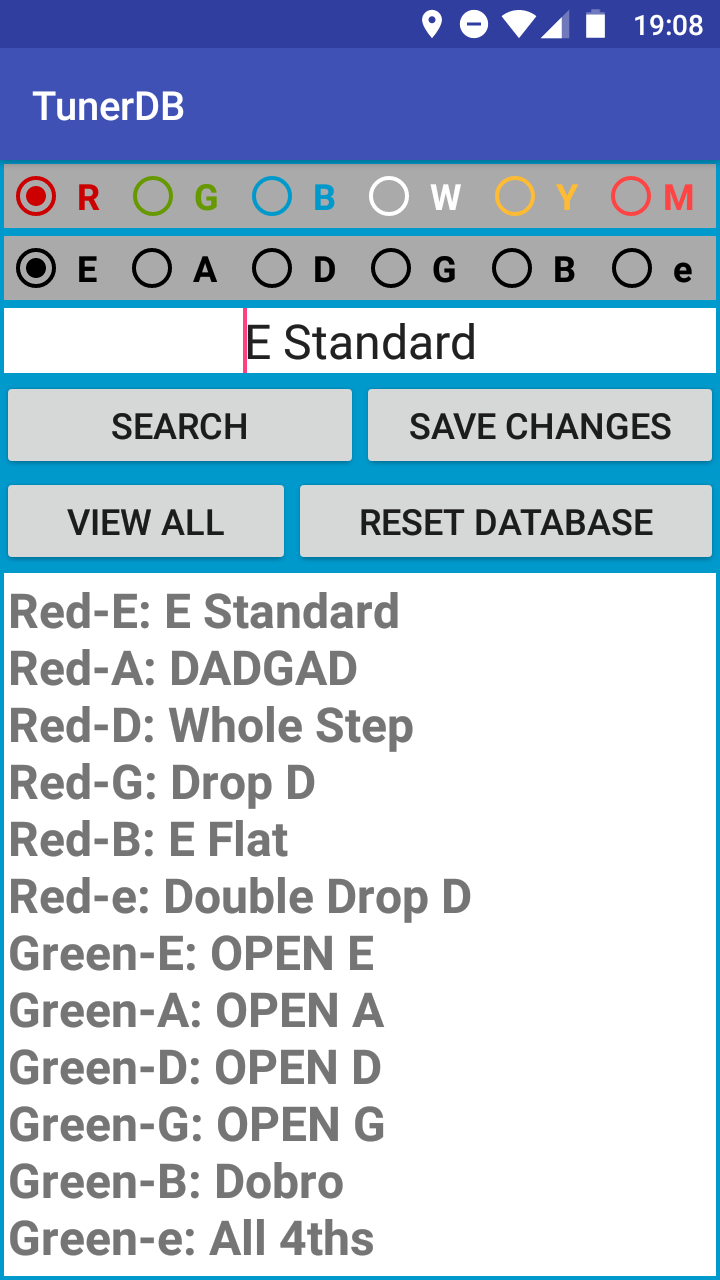 19:08
TunerDB
R G B W Y M
E A D G B e
E Standard
SEARCH SAVE CHANGES
VIEW ALL RESET DATABASE
Red-E: E Standard
Red-A: DADGAD
Red-D: Whole Step
Red-G: Drop D
Red-B: E Flat
Red-e: Double Drop D
Green-E: OPEN E
Green-A: OPEN A
Green-D: OPEN D
Green-G: OPEN G
Green-B: Dobro
Green-e: All 4ths